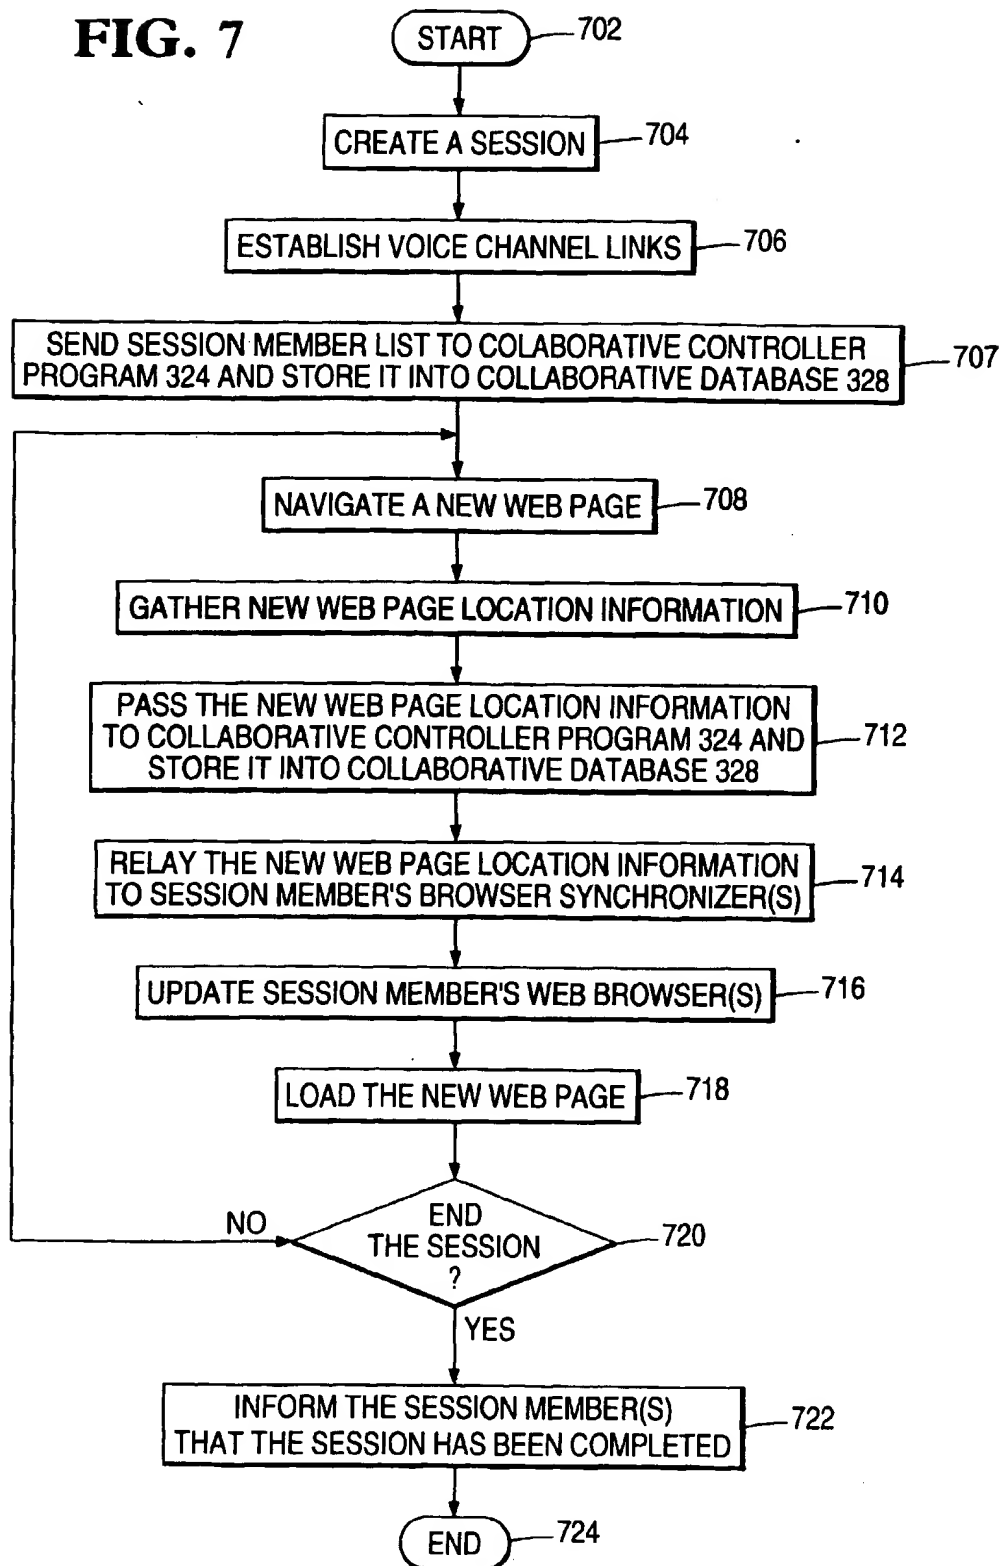 FIG. 7
START
702
CREATE A SESSION
704
ESTABLISH VOICE CHANNEL LINKS
706
SEND SESSION MEMBER LIST TO COLABORATIVE CONTROLLER
PROGRAM 324 AND STORE IT INTO COLLABORATIVE DATABASE 328
707
NAVIGATE A NEW WEB PAGE
708
GATHER NEW WEB PAGE LOCATION INFORMATION
710
PASS THE NEW WEB PAGE LOCATION INFORMATION
TO COLLABORATIVE CONTROLLER PROGRAM 324 AND
STORE IT INTO COLLABORATIVE DATABASE 328
712
RELAY THE NEW WEB PAGE LOCATION INFORMATION
TO SESSION MEMBER'S BROWSER SYNCHRONIZER(S)
714
UPDATE SESSION MEMBER'S WEB BROWSER(S)
716
LOAD THE NEW WEB PAGE
718
NO
END
THE SESSION
?
720
YES
INFORM THE SESSION MEMBER(S)
THAT THE SESSION HAS BEEN COMPLETED
722
END
724